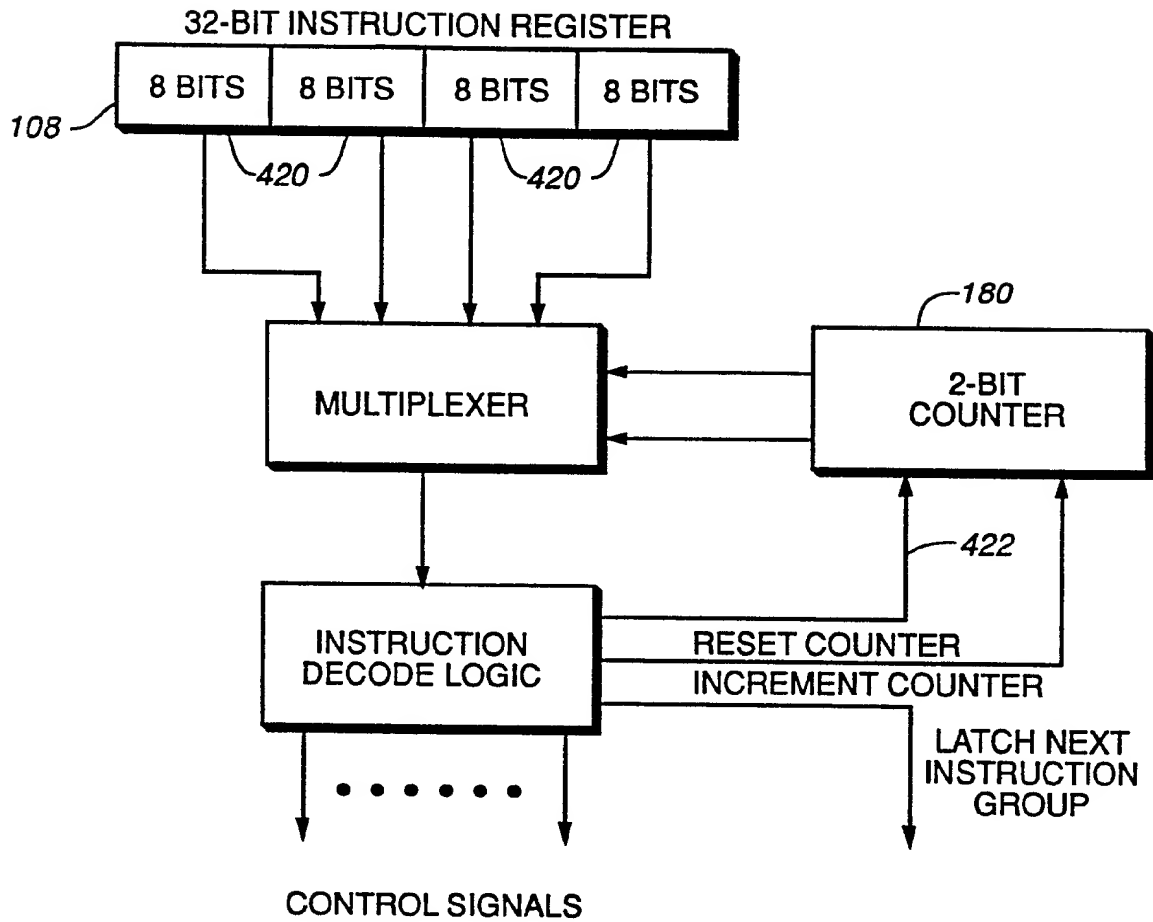 32-BIT INSTRUCTION REGISTER
8 BITS 8 BITS 8 BITS 8 BITS
108
420 420
180
MULTIPLEXER
2-BIT
COUNTER
422
INSTRUCTION
DECODE LOGIC
RESET COUNTER
INCREMENT COUNTER
LATCH NEXT
INSTRUCTION
GROUP
CONTROL SIGNALS